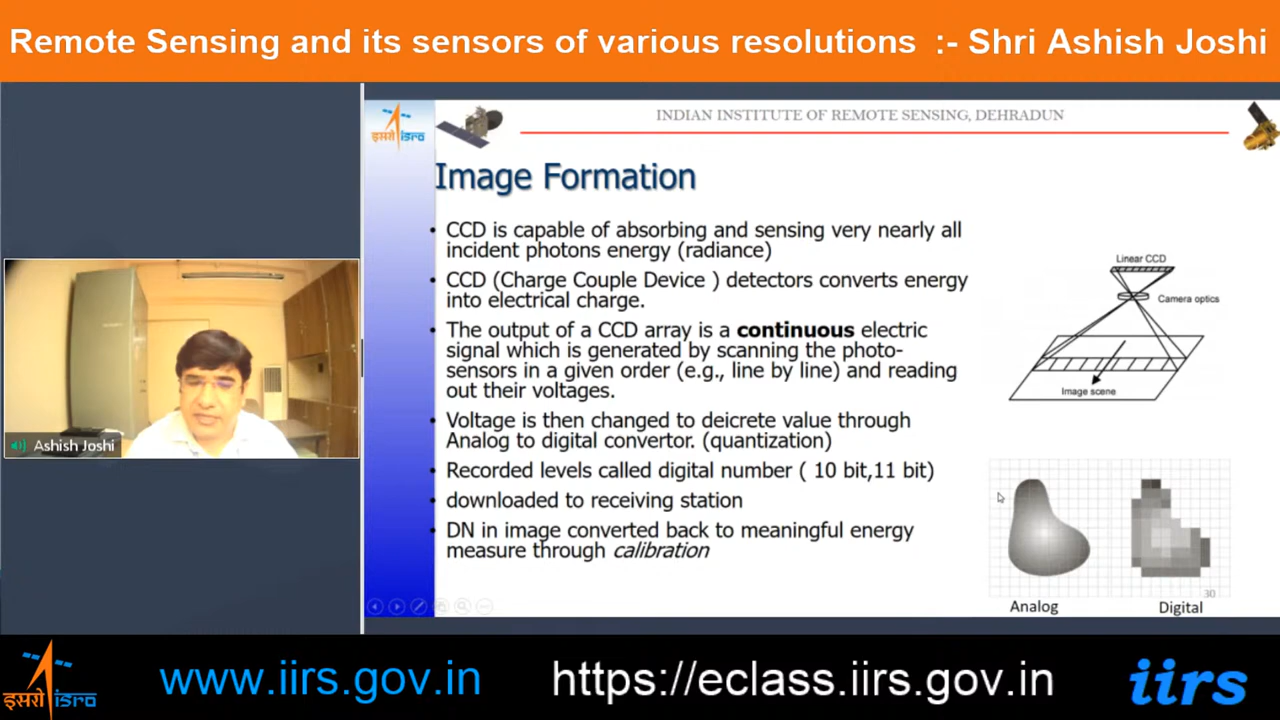 Remote Sensing and its sensors of various resolutions :- Shri Ashish Joshi
इसरो isro
INDIAN INSTITUTE OF REMOTE SENSING, DEHRADUN
Image Formation
• CCD is capable of absorbing and sensing very nearly all
incident photons energy (radiance)
• CCD (Charge Couple Device ) detectors converts energy
into electrical charge.
• The output of a CCD array is a continuous electric
signal which is generated by scanning the photo-
sensors in a given order (e.g., line by line) and reading
out their voltages.
• Voltage is then changed to deicrete value through
Analog to digital convertor. (quantization)
• Recorded levels called digital number ( 10 bit,11 bit)
• downloaded to receiving station
• DN in image converted back to meaningful energy
measure through calibration
Linear CCD
Camera optics
Image scene
30
Analog
Digital
Ashish Joshi
इसरो isro
www.iirs.gov.in
https://eclass.iirs.gov.in
iirs